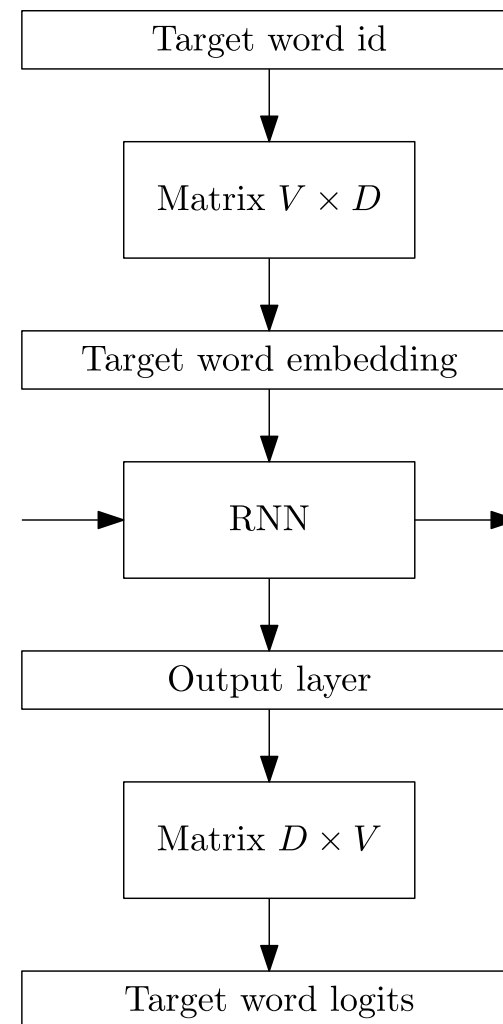 Target word id
Matrix V × D
Target word embedding
RNN
Output layer
Matrix D × V
Target word logits